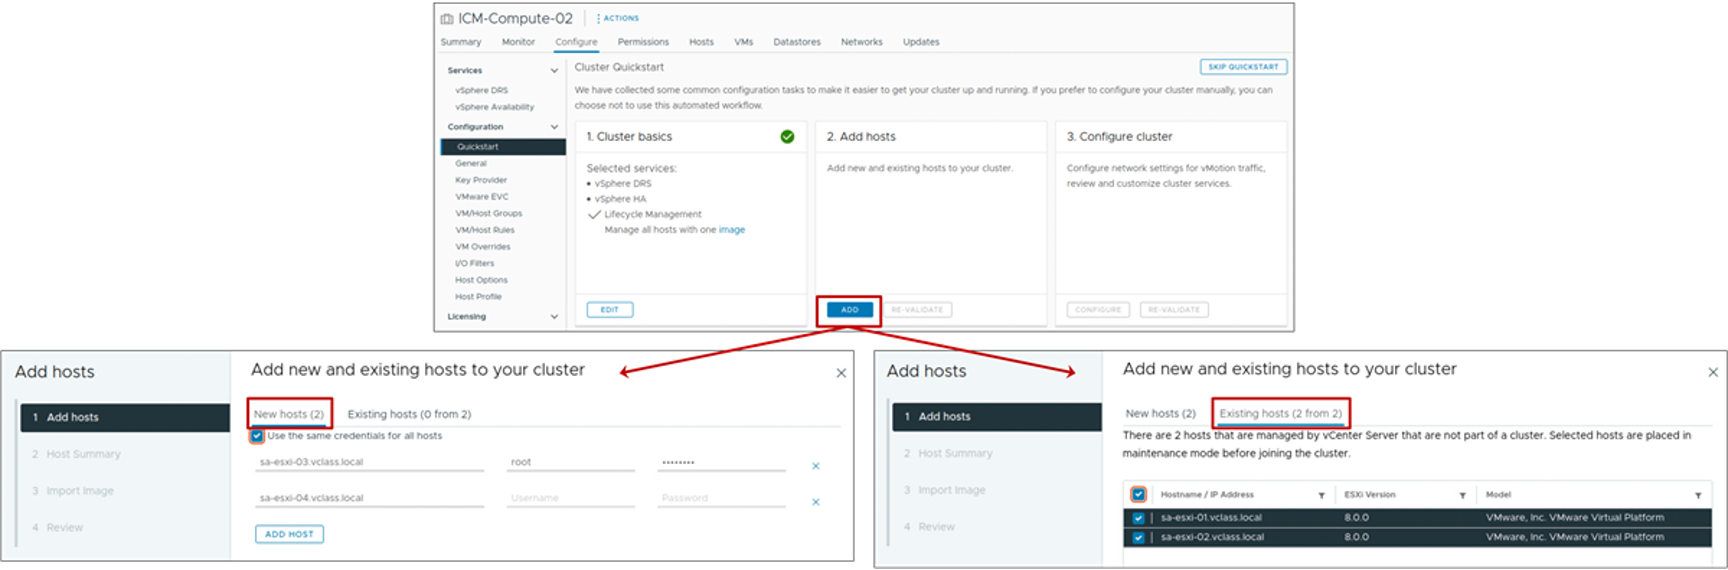 ICM-Compute-02 ACTIONS
Summary Monitor Configure Permissions Hosts VMs Datastores Networks Updates
Services
vSphere DRS
vSphere Availability
Configuration
Quickstart
General
Key Provider
VMware EVC
VM/Host Groups
VM/Host Rules
VM Overrides
I/O Filters
Host Options
Host Profile
Licensing
Cluster Quickstart
SKIP QUICKSTART
We have collected some common configuration tasks to make it easier to get your cluster up and running. If you prefer to configure your cluster manually, you can
choose not to use this automated workflow.
1. Cluster basics
Selected services:
• vSphere DRS
• vSphere HA
Lifecycle Management
Manage all hosts with one image
EDIT
2. Add hosts
Add new and existing hosts to your cluster.
ADD RE-VALIDATE
3. Configure cluster
Configure network settings for vMotion traffic,
review and customize cluster services.
CONFIGURE RE-VALIDATE
Add hosts
1 Add hosts
2 Host Summary
3 Import Image
4 Review
Add new and existing hosts to your cluster
New hosts (2) Existing hosts (0 from 2)
Use the same credentials for all hosts
sa-esxi-03.vclass.local root ••••••••
sa-esxi-04.vclass.local Username Password
ADD HOST
Add hosts
1 Add hosts
2 Host Summary
3 Import Image
4 Review
Add new and existing hosts to your cluster
New hosts (2) Existing hosts (2 from 2)
There are 2 hosts that are managed by vCenter Server that are not part of a cluster. Selected hosts are placed in
maintenance mode before joining the cluster.
Hostname / IP Address ESXi Version Model
sa-esxi-01.vclass.local 8.0.0 VMware, Inc. VMware Virtual Platform
sa-esxi-02.vclass.local 8.0.0 VMware, Inc. VMware Virtual Platform